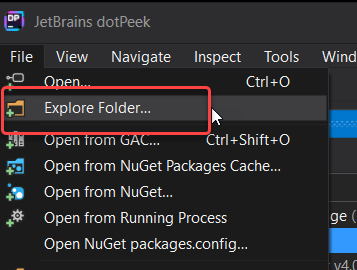 JetBrains dotPeek
File View Navigate Inspect Tools Wind
Open... Ctrl+O
Explore Folder...
Open from GAC... Ctrl+Shift+O
Open from NuGet Packages Cache...
Open from NuGet...
Open from Running Process
ge (
Open NuGet packages.config...
v4.0